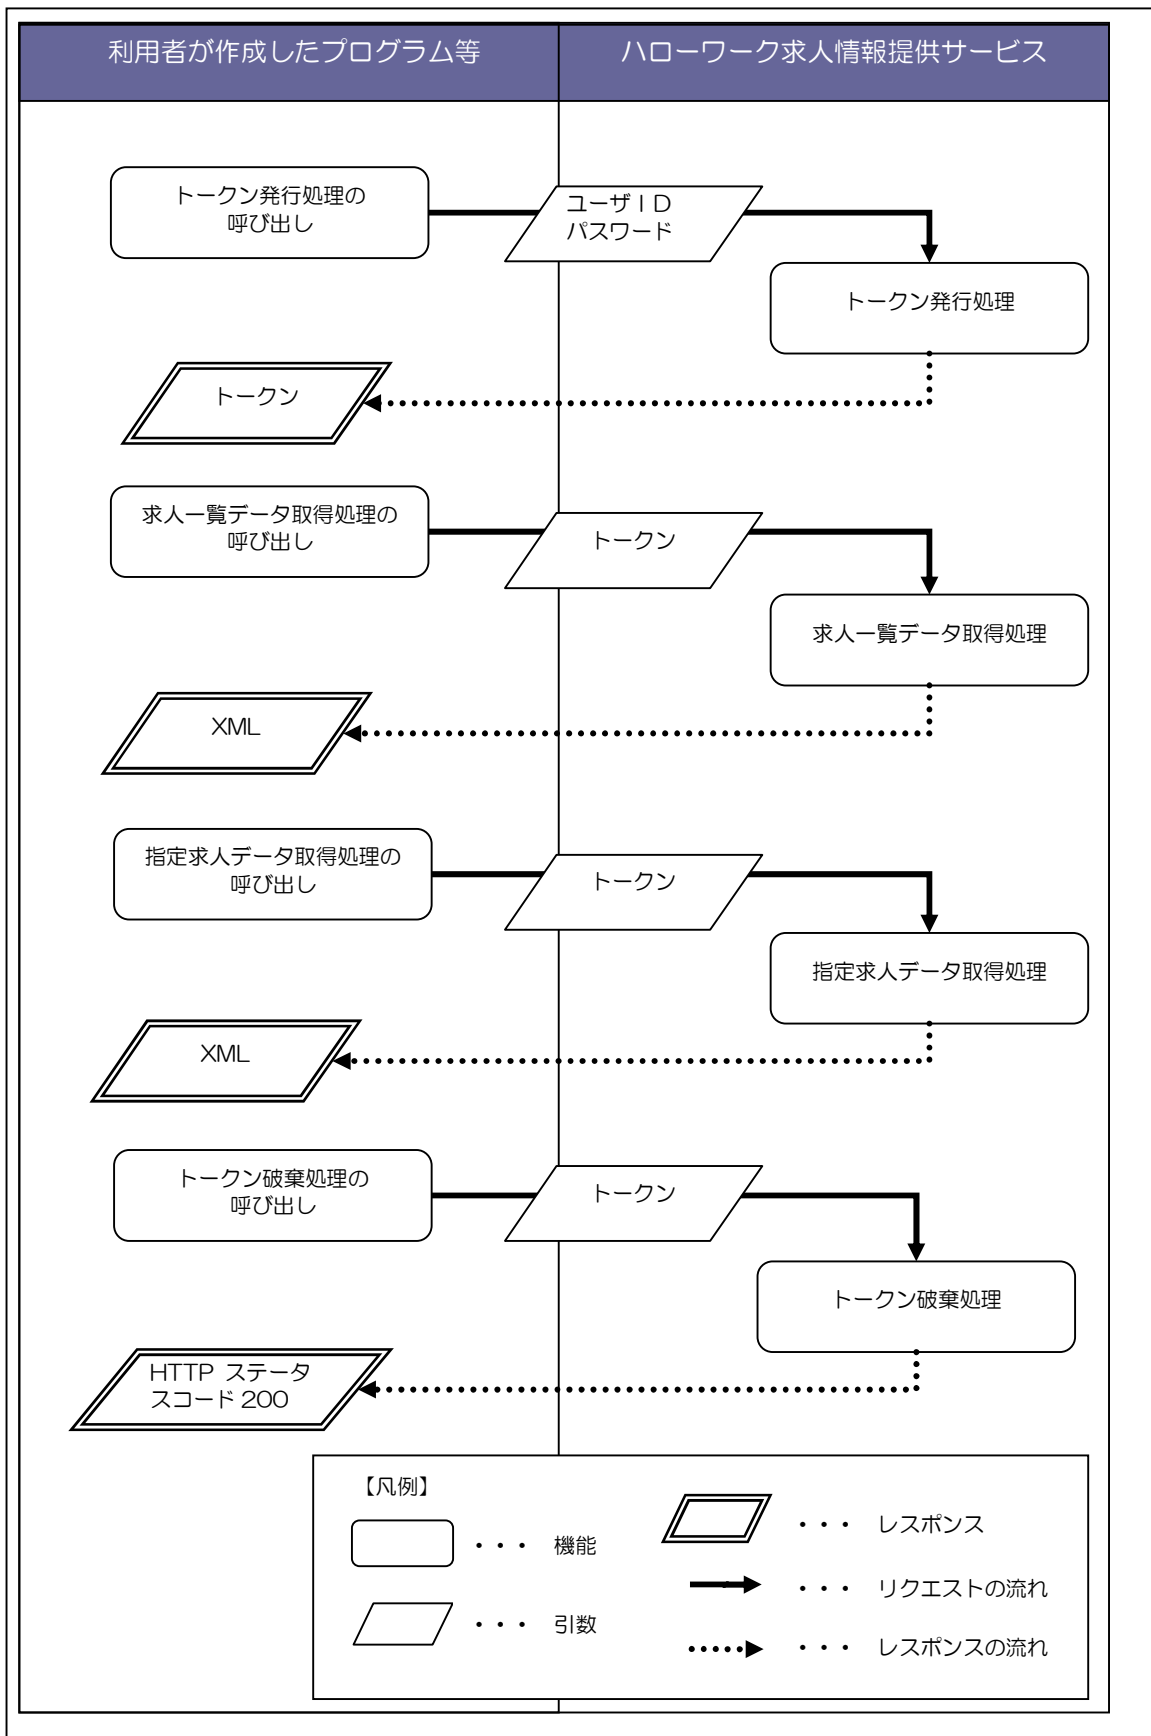 利用者が作成したプログラム等
ハローワーク求人情報提供サービス
トークン発行処理の
呼び出し
ユーザID
パスワード
トークン発行処理
トークン
求人一覧データ取得処理の
呼び出し
トークン
求人一覧データ取得処理
XML
指定求人データ取得処理の
呼び出し
トークン
指定求人データ取得処理
XML
トークン破棄処理の
呼び出し
トークン
トークン破棄処理
HTTP ステータ
スコード200
【凡例】
・・・ 機能
・・・ 引数
・・・ レスポンス
・・・ リクエストの流れ
・・・ レスポンスの流れ